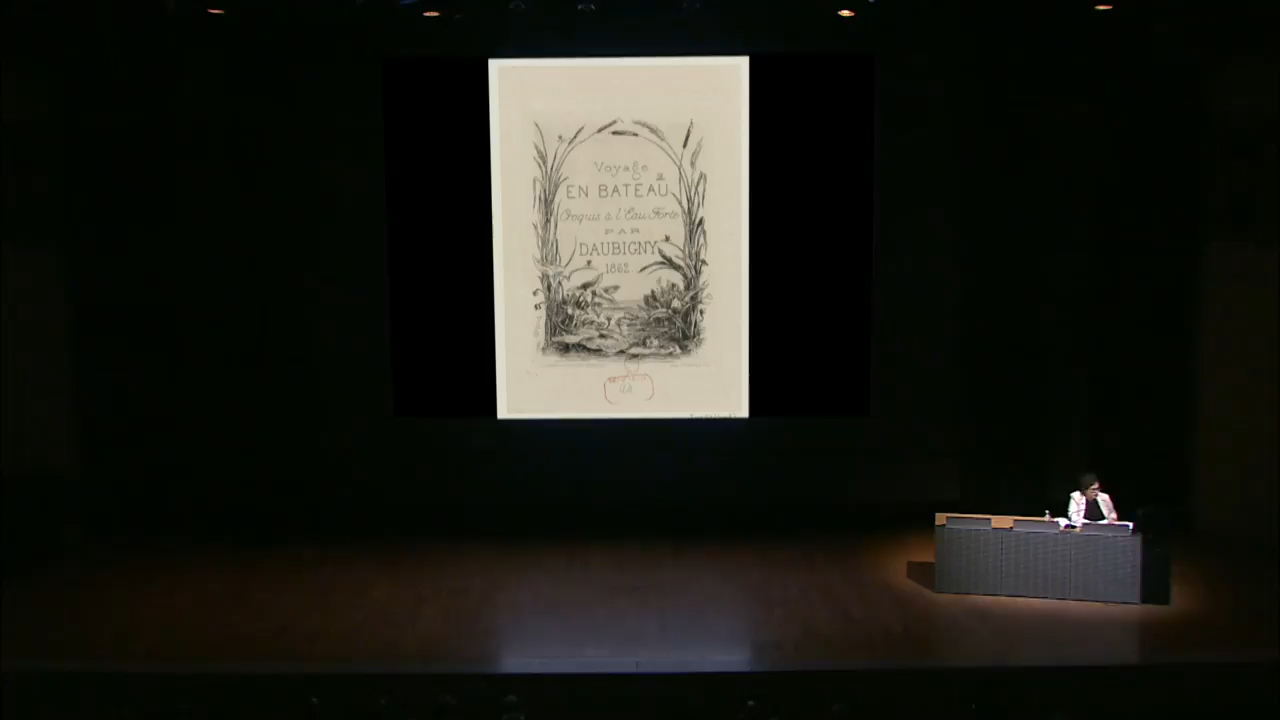 Voyage
EN BATEAU
Croquis à l'Eau Forte
PAR
DAUBIGNY
1862